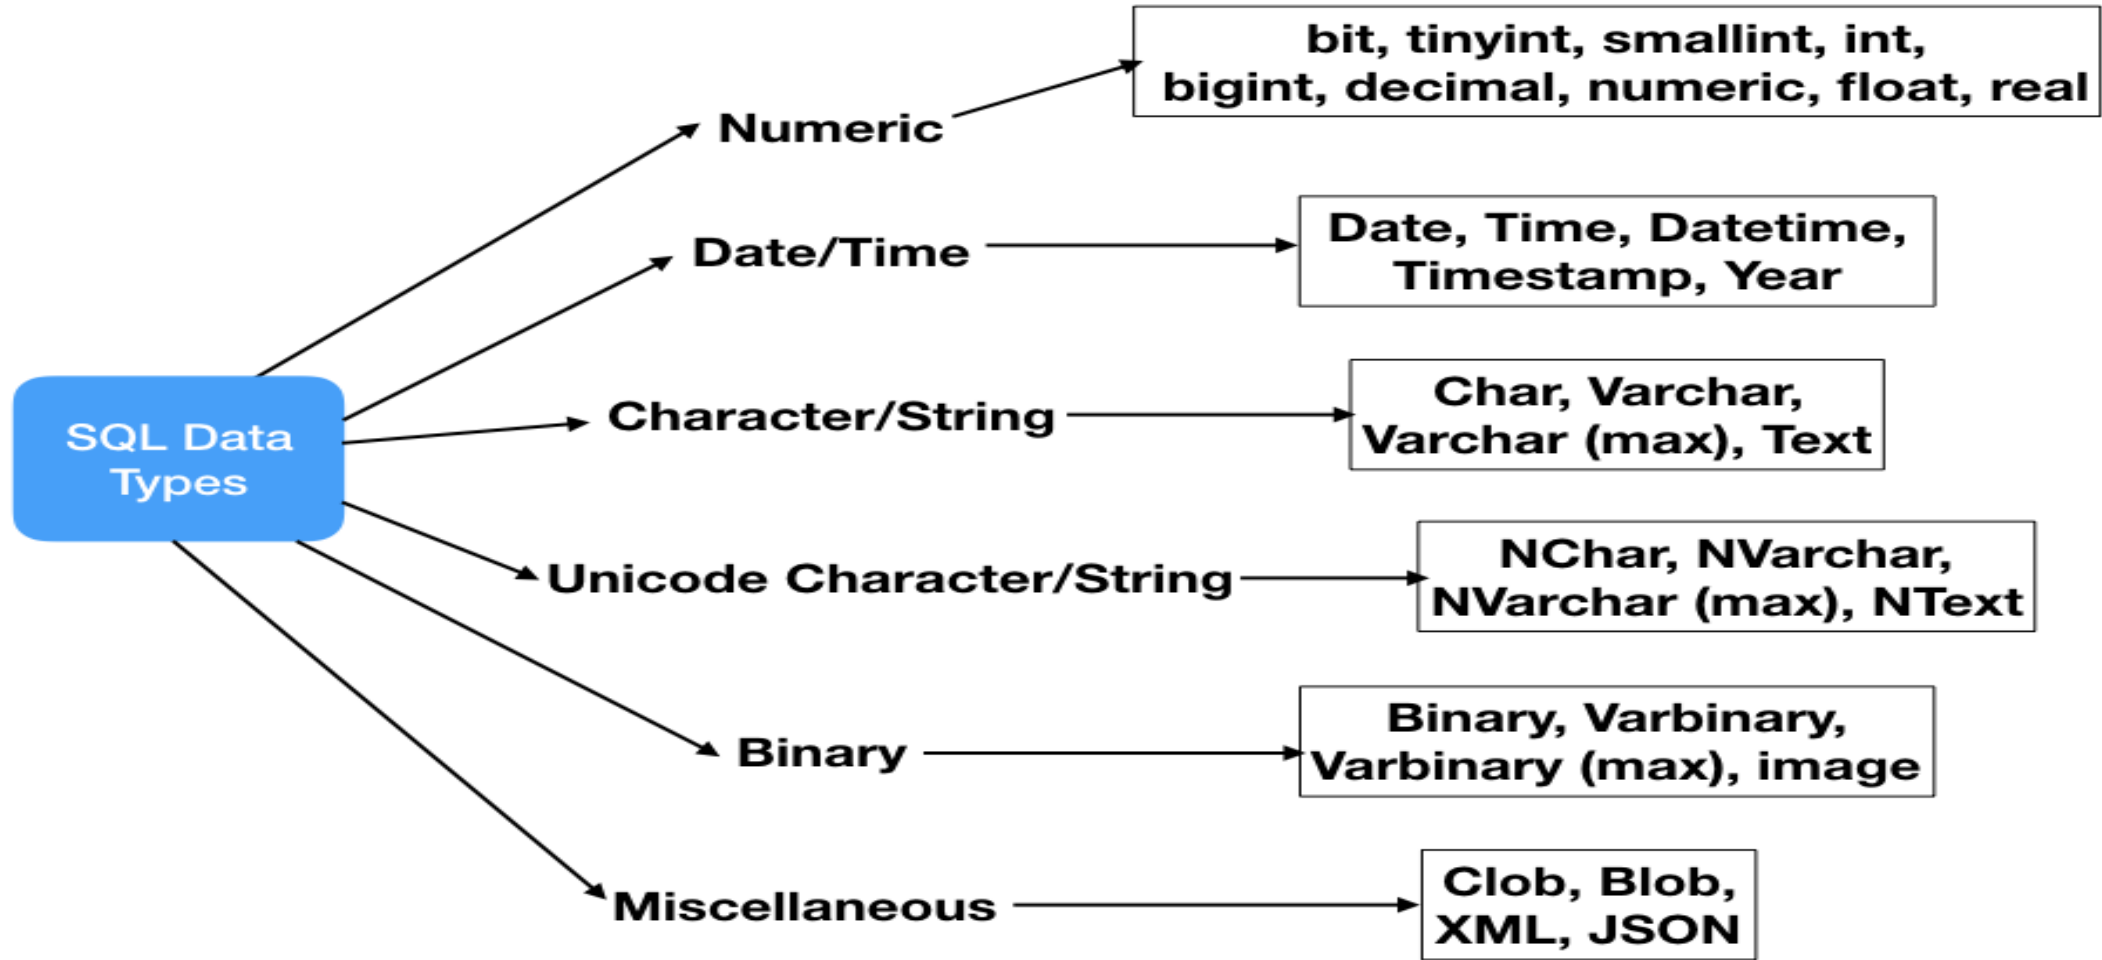 SQL Data
Types
Numeric
bit, tinyint, smallint, int,
bigint, decimal, numeric, float, real
Date/Time
Date, Time, Datetime,
Timestamp, Year
Character/String
Char, Varchar,
Varchar (max), Text
Unicode Character/String
NChar, NVarchar,
NVarchar (max), NText
Binary
Binary, Varbinary,
Varbinary (max), image
Miscellaneous
Clob, Blob,
XML, JSON